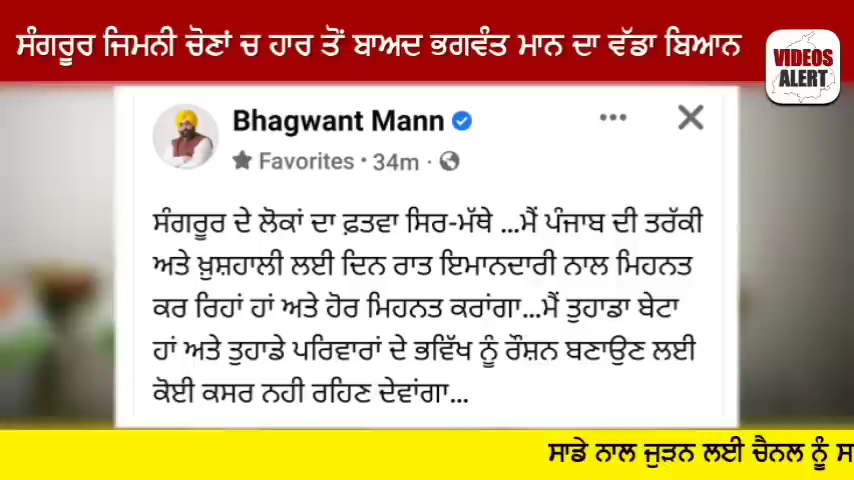 ਸੰਗਰੂਰ ਜਿਮਨੀ ਚੋਣਾਂ ਚ ਹਾਰ ਤੋਂ ਬਾਅਦ ਭਗਵੰਤ ਮਾਨ ਦਾ ਵੱਡਾ ਬਿਆਨ
VIDEOS
ALERT
Bhagwant Mann
Favorites · 34m ·
ਸੰਗਰੂਰ ਦੇ ਲੋਕਾਂ ਦਾ ਫ਼ਤਵਾ ਸਿਰ-ਮੱਥੇ ...ਮੈਂ ਪੰਜਾਬ ਦੀ ਤਰੱਕੀ
ਅਤੇ ਖ਼ੁਸ਼ਹਾਲੀ ਲਈ ਦਿਨ ਰਾਤ ਇਮਾਨਦਾਰੀ ਨਾਲ ਮਿਹਨਤ
ਕਰ ਰਿਹਾਂ ਹਾਂ ਅਤੇ ਹੋਰ ਮਿਹਨਤ ਕਰਾਂਗਾ...ਮੈਂ ਤੁਹਾਡਾ ਬੇਟਾ
ਹਾਂ ਅਤੇ ਤੁਹਾਡੇ ਪਰਿਵਾਰਾਂ ਦੇ ਭਵਿੱਖ ਨੂੰ ਰੌਸ਼ਨ ਬਣਾਉਣ ਲਈ
ਕੋਈ ਕਸਰ ਨਹੀ ਰਹਿਣ ਦੇਵਾਂਗਾ...
ਸਾਡੇ ਨਾਲ ਜੁੜਨ ਲਈ ਚੈਨਲ ਨੂੰ ਸ